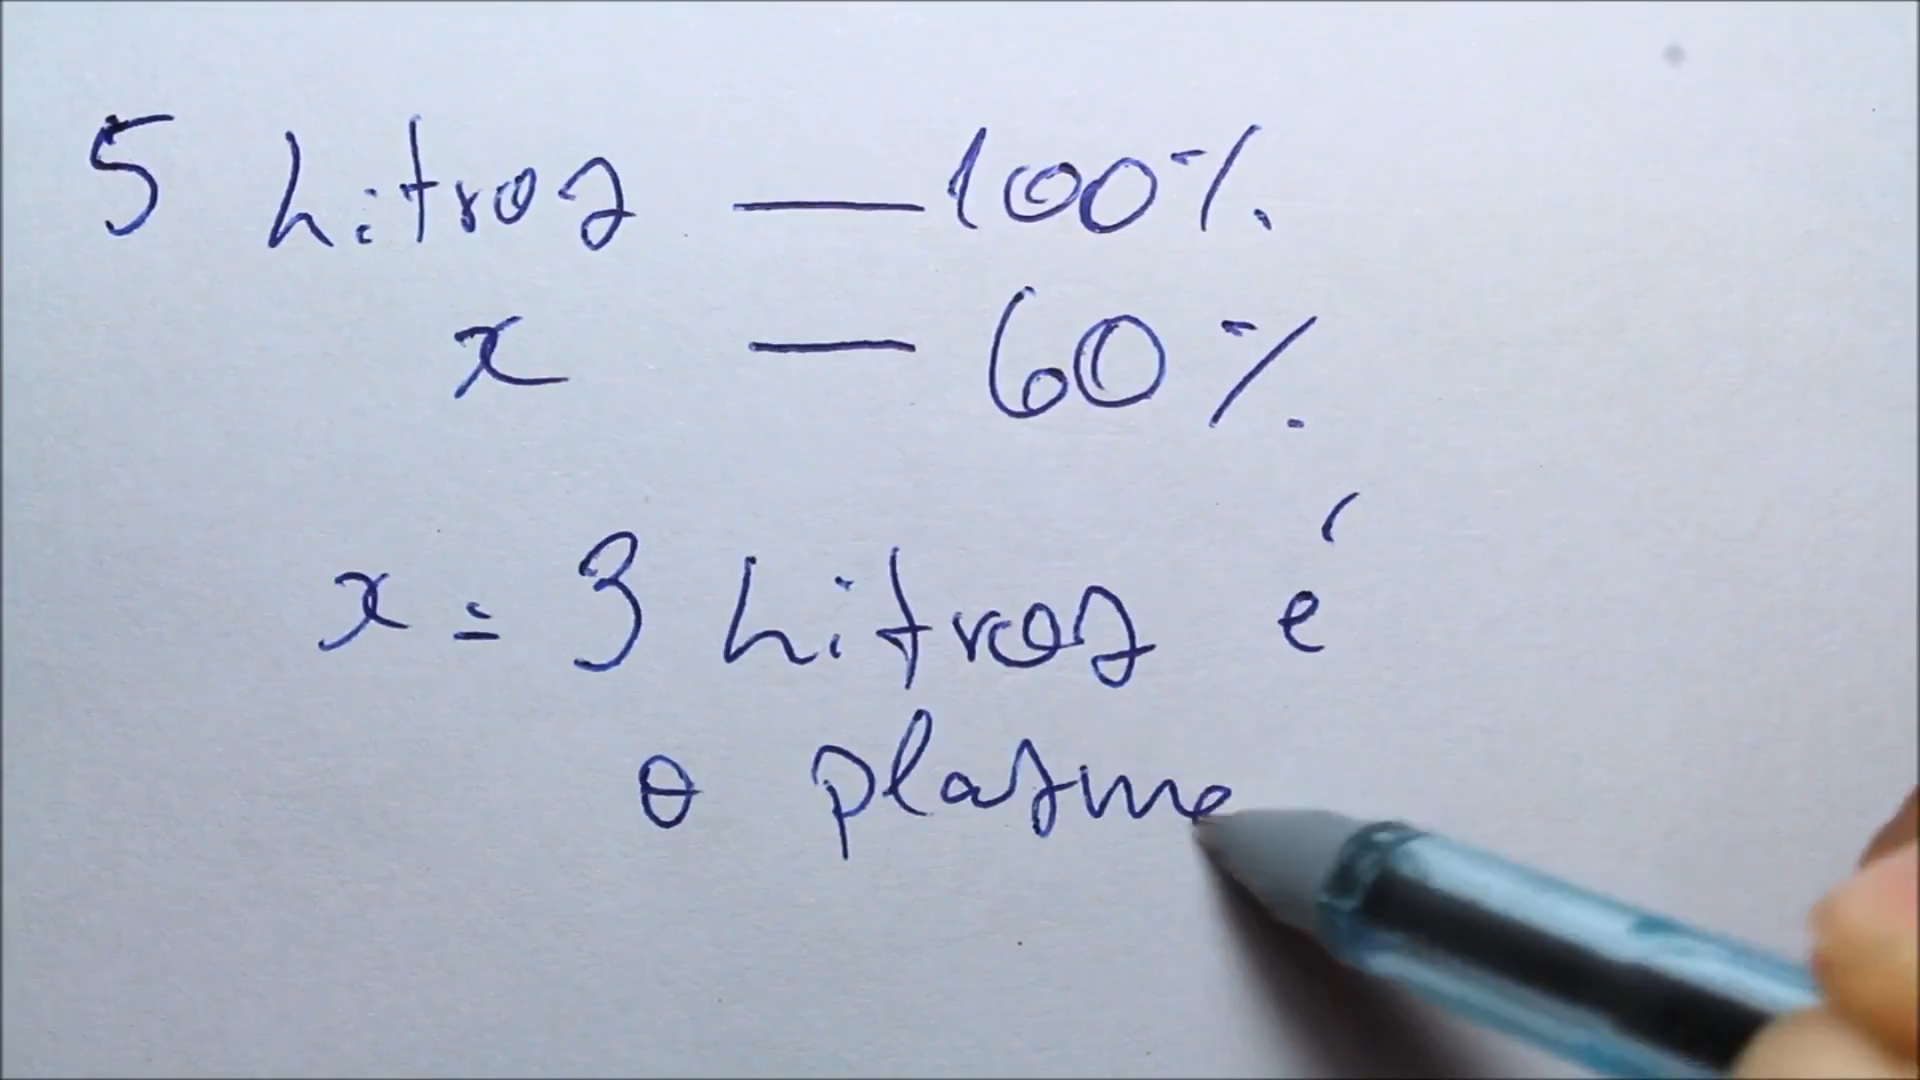 5 Litros — 100%
x — 60%
x = 3 Litros é
o plasma